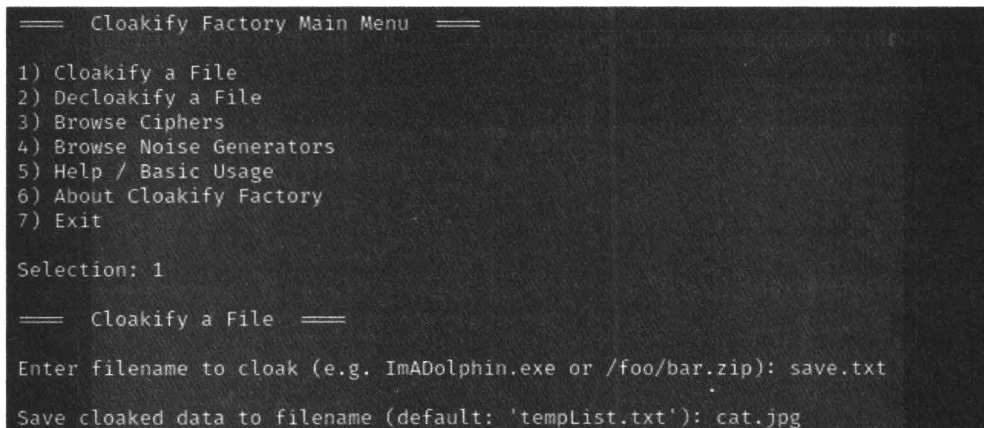 ==== Cloakify Factory Main Menu ====
1) Cloakify a File
2) Decloakify a File
3) Browse Ciphers
4) Browse Noise Generators
5) Help / Basic Usage
6) About Cloakify Factory
7) Exit
Selection: 1
==== Cloakify a File ====
Enter filename to cloak (e.g. ImADolphin.exe or /foo/bar.zip): save.txt
Save cloaked data to filename (default: 'tempList.txt'): cat.jpg